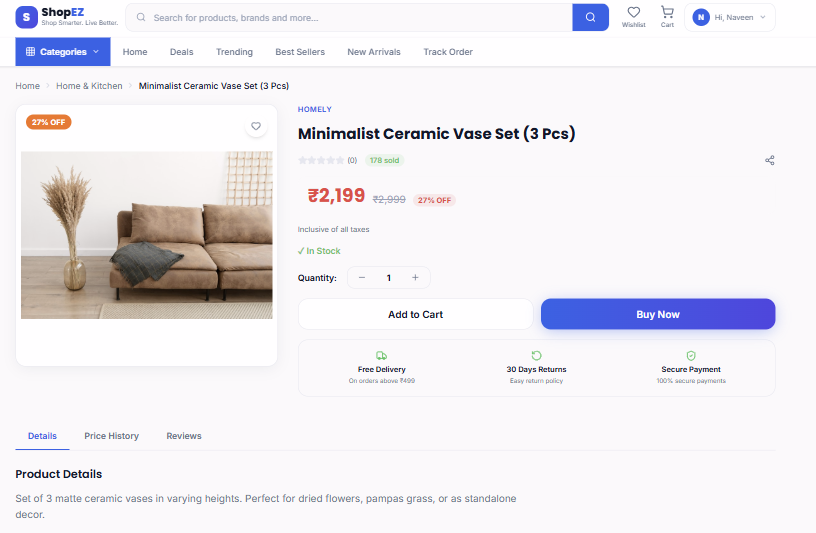 S ShopEZ
Shop Smarter. Live Better.
Search for products, brands and more...
Wishlist
Cart
N Hi, Naveen
Categories
Home
Deals
Trending
Best Sellers
New Arrivals
Track Order
Home > Home & Kitchen > Minimalist Ceramic Vase Set (3 Pcs)
27% OFF
HOMELY
Minimalist Ceramic Vase Set (3 Pcs)
(0) 178 sold
₹2,199 ₹2,999 27% OFF
Inclusive of all taxes
✓ In Stock
Quantity: − 1 +
Add to Cart
Buy Now
Free Delivery
On orders above ₹499
30 Days Returns
Easy return policy
Secure Payment
100% secure payments
Details
Price History
Reviews
Product Details
Set of 3 matte ceramic vases in varying heights. Perfect for dried flowers, pampas grass, or as standalone
decor.